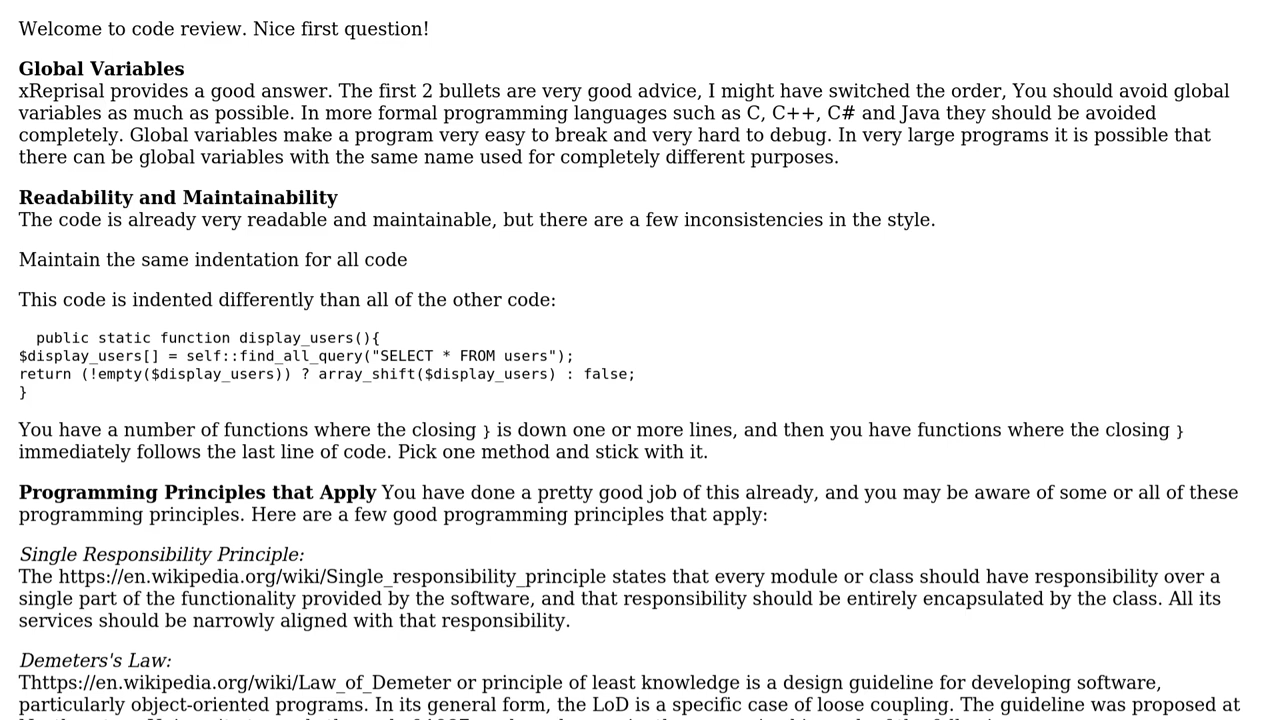 Welcome to code review. Nice first question!
Global Variables
xReprisal provides a good answer. The first 2 bullets are very good advice, I might have switched the order, You should avoid global
variables as much as possible. In more formal programming languages such as C, C++, C# and Java they should be avoided
completely. Global variables make a program very easy to break and very hard to debug. In very large programs it is possible that
there can be global variables with the same name used for completely different purposes.
Readability and Maintainability
The code is already very readable and maintainable, but there are a few inconsistencies in the style.
Maintain the same indentation for all code
This code is indented differently than all of the other code:
  public static function display_users(){
$display_users[] = self::find_all_query("SELECT * FROM users");
return (!empty($display_users)) ? array_shift($display_users) : false;
}
You have a number of functions where the closing } is down one or more lines, and then you have functions where the closing }
immediately follows the last line of code. Pick one method and stick with it.
Programming Principles that Apply You have done a pretty good job of this already, and you may be aware of some or all of these
programming principles. Here are a few good programming principles that apply:
Single Responsibility Principle:
The https://en.wikipedia.org/wiki/Single_responsibility_principle states that every module or class should have responsibility over a
single part of the functionality provided by the software, and that responsibility should be entirely encapsulated by the class. All its
services should be narrowly aligned with that responsibility.
Demeters's Law:
Thttps://en.wikipedia.org/wiki/Law_of_Demeter or principle of least knowledge is a design guideline for developing software,
particularly object-oriented programs. In its general form, the LoD is a specific case of loose coupling. The guideline was proposed at